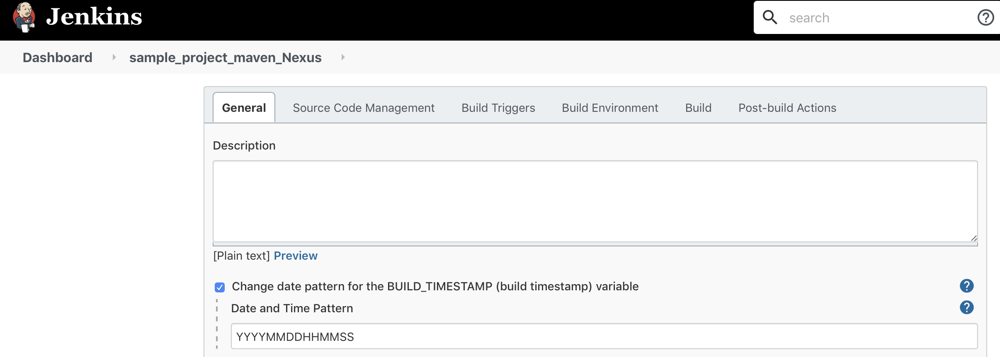 Jenkins
search
Dashboard sample_project_maven_Nexus
General Source Code Management Build Triggers Build Environment Build Post-build Actions
Description
[Plain text] Preview
Change date pattern for the BUILD_TIMESTAMP (build timestamp) variable
Date and Time Pattern
YYYYMMDDHHMMSS